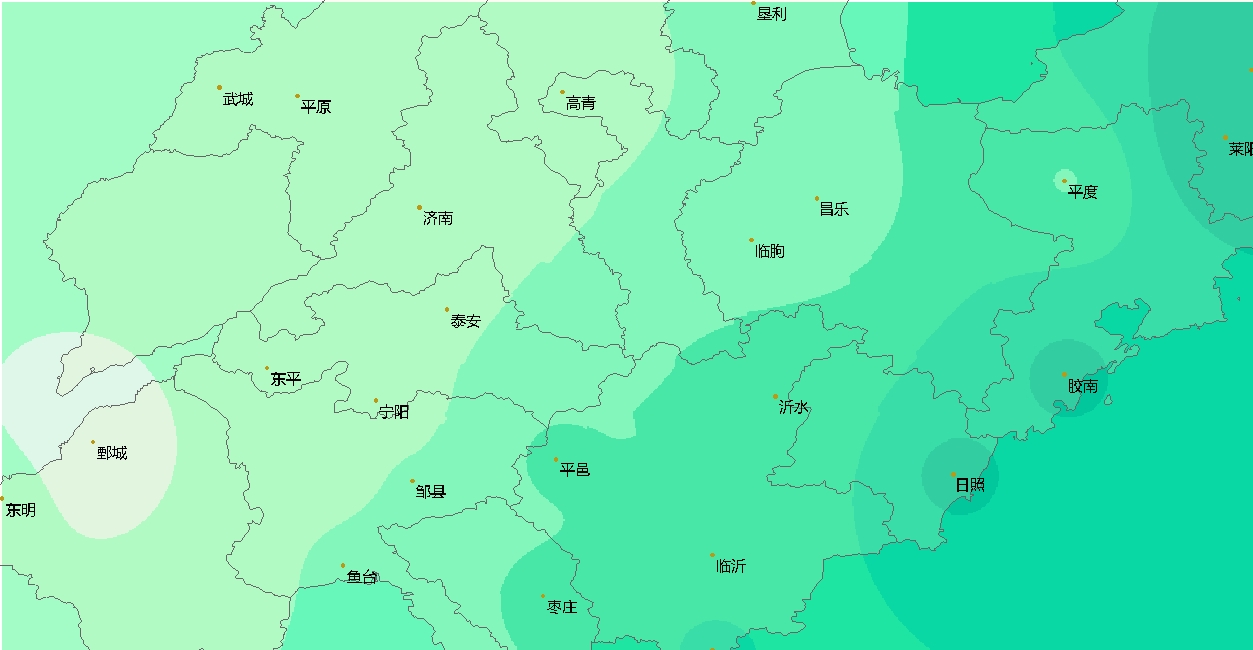 垦利
武城
平原
高青
莱阳
平度
昌乐
济南
临朐
泰安
东平
胶南
宁阳
沂水
鄄城
平邑
日照
邹县
东明
临沂
鱼台
枣庄